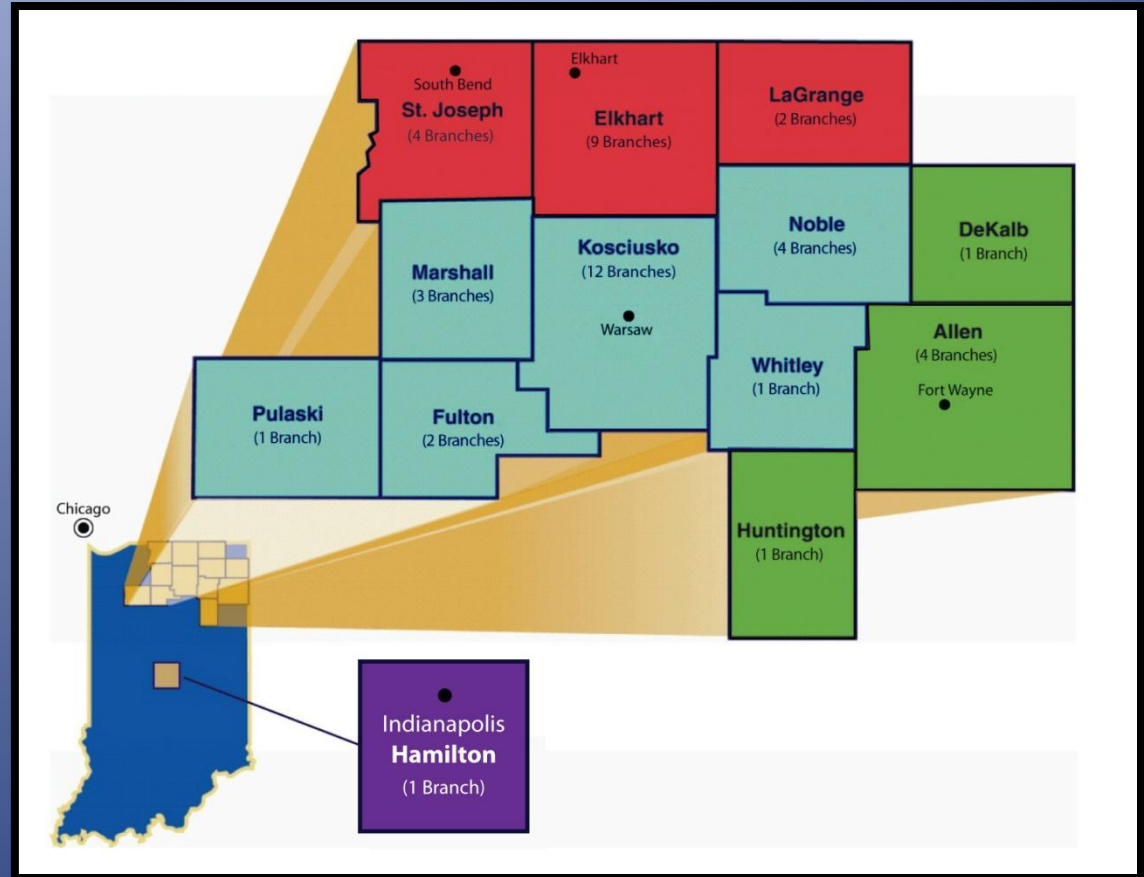 South Bend
St. Joseph
(4 Branches)
Elkhart
Elkhart
(9 Branches)
LaGrange
(2 Branches)
Marshall
(3 Branches)
Kosciusko
(12 Branches)
Warsaw
Noble
(4 Branches)
DeKalb
(1 Branch)
Allen
(4 Branches)
Fort Wayne
Whitley
(1 Branch)
Pulaski
(1 Branch)
Fulton
(2 Branches)
Huntington
(1 Branch)
Chicago
Indianapolis
Hamilton
(1 Branch)